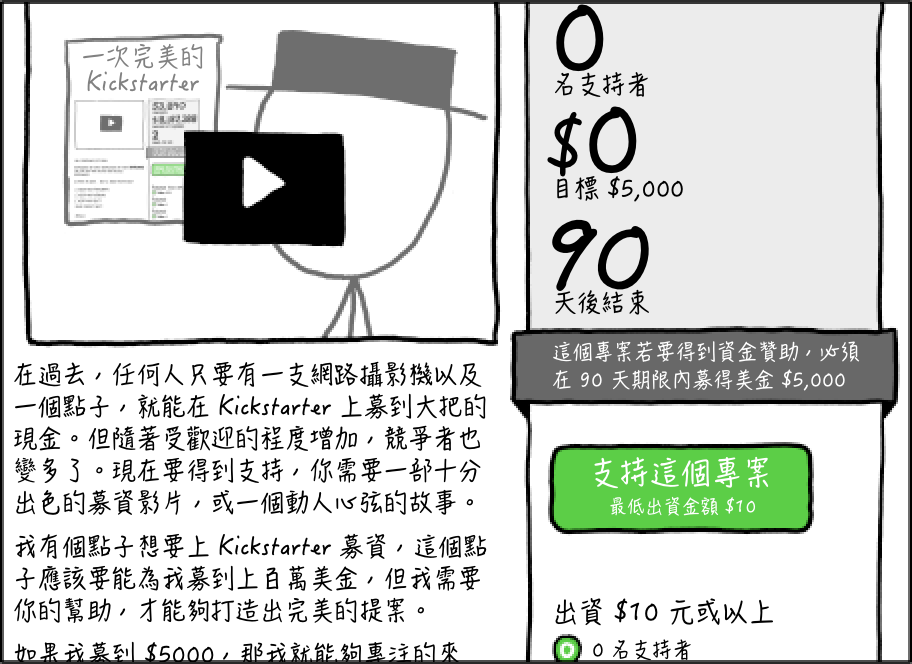 一次完美的
Kickstarter
0
名支持者
$0
目標 $5,000
90
天後結束
這個專案若要得到資金贊助，必須
在 90 天期限內募得美金 $5,000
支持這個專案
最低出資金額 $10
出資 $10 元或以上
0 名支持者
在過去，任何人只要有一支網路攝影機以及
一個點子，就能在 Kickstarter 上募到大把的
現金。但隨著受歡迎的程度增加，競爭者也
變多了。現在要得到支持，你需要一部十分
出色的募資影片，或一個動人心弦的故事。
我有個點子想要上 Kickstarter 募資，這個點
子應該要能為我募到上百萬美金，但我需要
你的幫助，才能夠打造出完美的提案。
如果我募到 $5000，那我就能夠專注的來